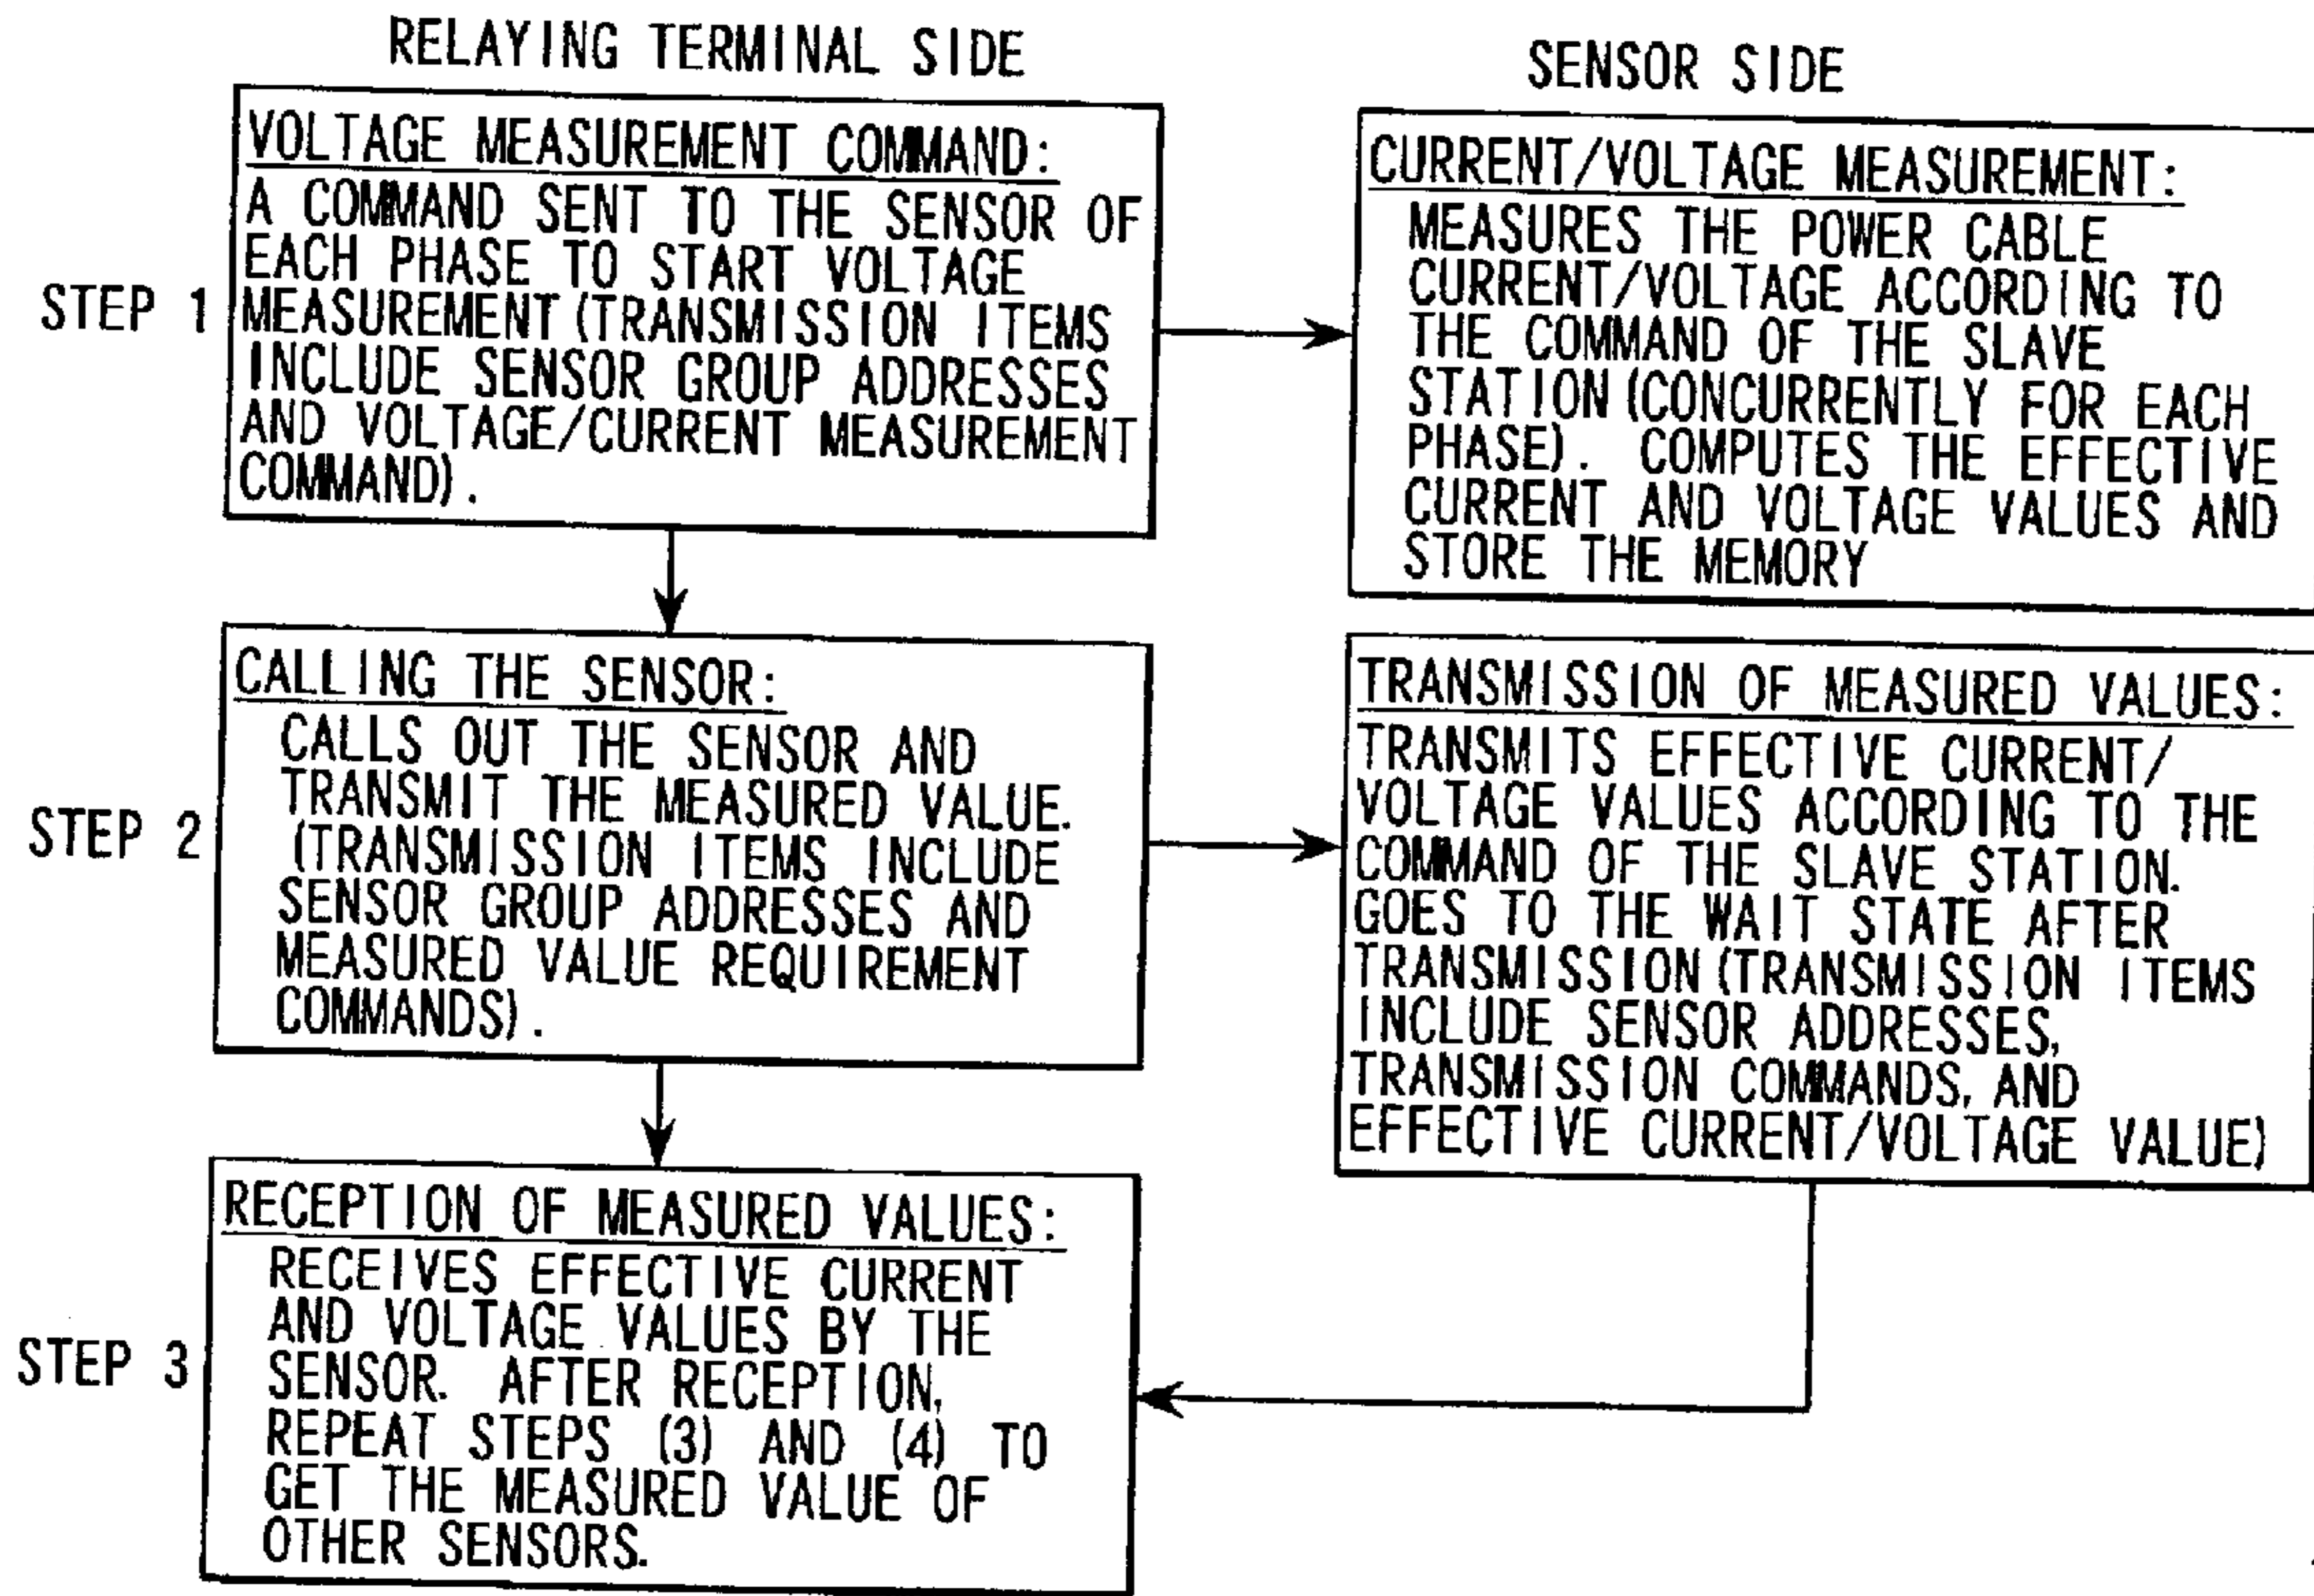 RELAYING TERMINAL SIDE
SENSOR SIDE
STEP 1
VOLTAGE MEASUREMENT COMMAND:
A COMMAND SENT TO THE SENSOR OF
EACH PHASE TO START VOLTAGE
MEASUREMENT(TRANSMISSION ITEMS
INCLUDE SENSOR GROUP ADDRESSES
AND VOLTAGE/CURRENT MEASUREMENT
COMMAND).
CURRENT/VOLTAGE MEASUREMENT:
MEASURES THE POWER CABLE
CURRENT/VOLTAGE ACCORDING TO
THE COMMAND OF THE SLAVE
STATION(CONCURRENTLY FOR EACH
PHASE). COMPUTES THE EFFECTIVE
CURRENT AND VOLTAGE VALUES AND
STORE THE MEMORY
STEP 2
CALLING THE SENSOR:
CALLS OUT THE SENSOR AND
TRANSMIT THE MEASURED VALUE.
(TRANSMISSION ITEMS INCLUDE
SENSOR GROUP ADDRESSES AND
MEASURED VALUE REQUIREMENT
COMMANDS).
TRANSMISSION OF MEASURED VALUES:
TRANSMITS EFFECTIVE CURRENT/
VOLTAGE VALUES ACCORDING TO THE
COMMAND OF THE SLAVE STATION.
GOES TO THE WAIT STATE AFTER
TRANSMISSION(TRANSMISSION ITEMS
INCLUDE SENSOR ADDRESSES,
TRANSMISSION COMMANDS, AND
EFFECTIVE CURRENT/VOLTAGE VALUE)
STEP 3
RECEPTION OF MEASURED VALUES:
RECEIVES EFFECTIVE CURRENT
AND VOLTAGE VALUES BY THE
SENSOR. AFTER RECEPTION,
REPEAT STEPS (3) AND (4) TO
GET THE MEASURED VALUE OF
OTHER SENSORS.